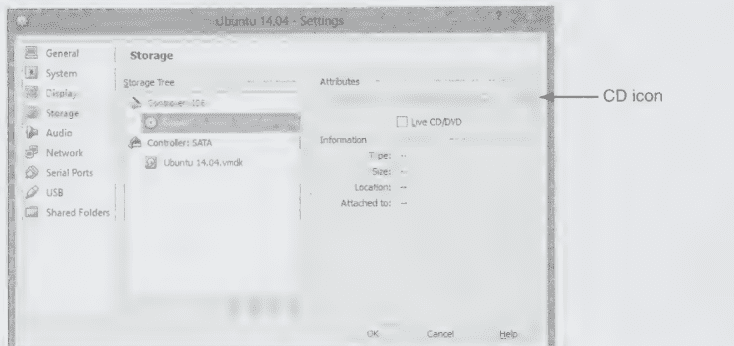 Ubuntu 14.04 - Settings
?
General
System
Display
Storage
Audio
Network
Serial Ports
USB
Shared Folders
Storage
Storage Tree
Controller: IDE
Controller: SATA
Ubuntu 14.04.vmdk
Attributes
Live CD/DVD
Information
Type: --
Size: --
Location: --
Attached to: --
OK
Cancel
Help
CD icon